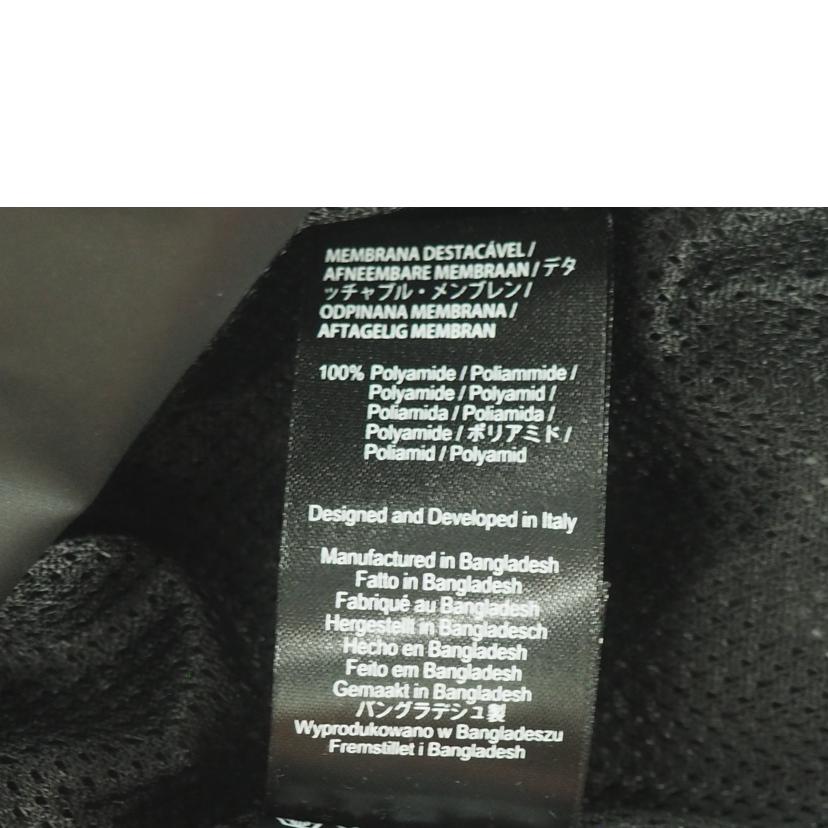 MEMBRANA DESTACÁVEL /
AFNEEMBARE MEMBRAAN / デタ
ッチャブル・メンブレン /
ODPINANA MEMBRANA /
AFTAGELIG MEMBRAN
100% Polyamide / Poliammide /
Polyamide / Polyamid /
Poliamida / Poliamida /
Polyamide / ポリアミド /
Poliamid / Polyamid
Designed and Developed in Italy
Manufactured in Bangladesh
Fatto in Bangladesh
Fabriqué au Bangladesh
Hergestellt in Bangladesch
Hecho en Bangladesh
Feito em Bangladesh
Gemaakt in Bangladesh
バングラデシュ製
Wyprodukowano w Bangladeszu
Fremstillet i Bangladesh